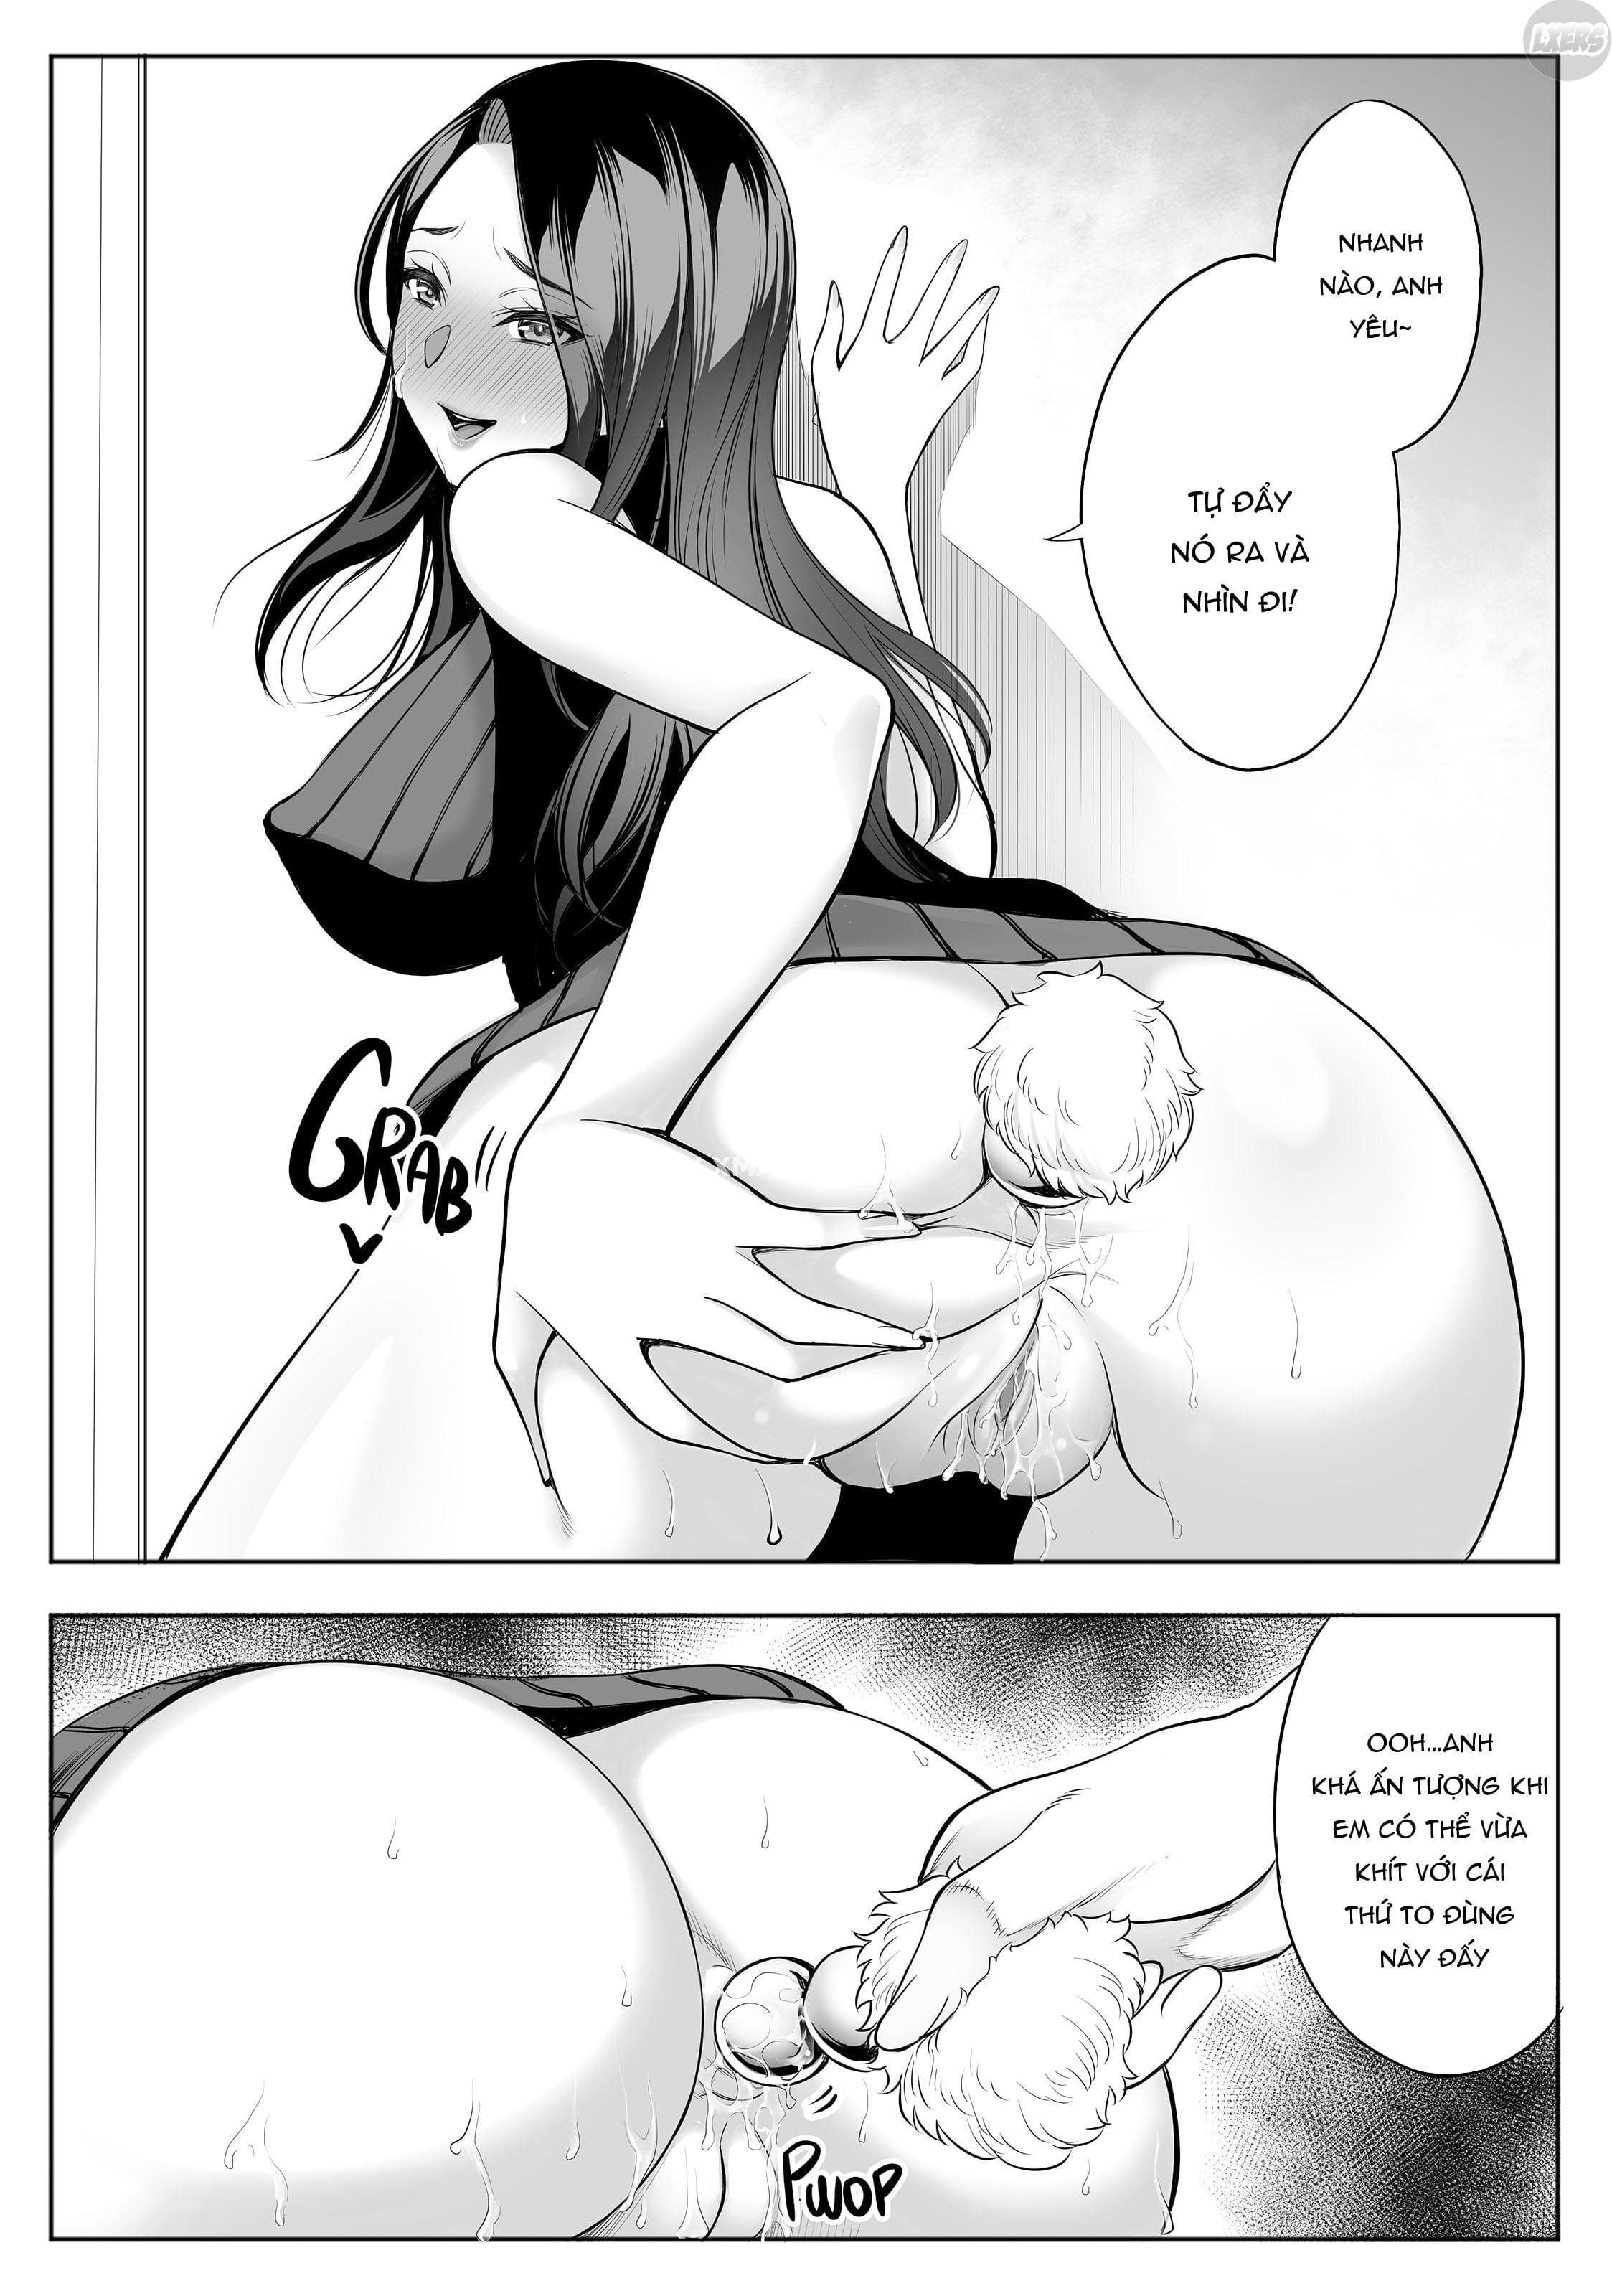 LXERS
NHANH
NÀO, ANH
YÊU~
TỰ ĐẨY
NÓ RA VÀ
NHÌN ĐI!
GRAB
OOH...ANH
KHÁ ẤN TƯỢNG KHI
EM CÓ THỂ VỪA
KHÍT VỚI CÁI
THỨ TO ĐÙNG
NÀY ĐẤY
PWOP